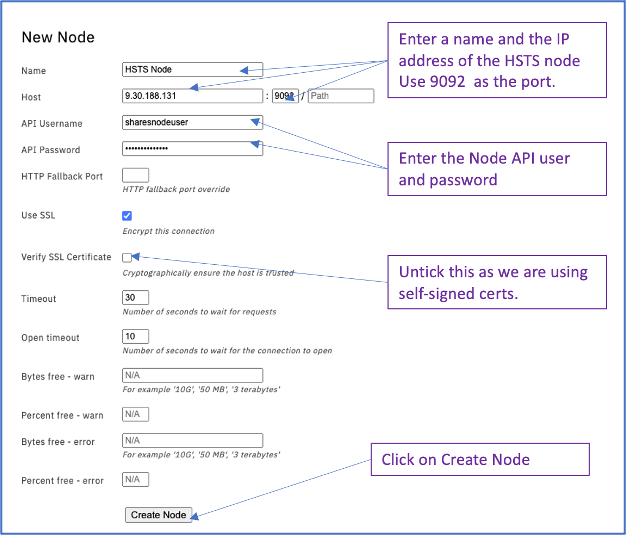 New Node
Enter a name and the IP
address of the HSTS node
Use 9092  as the port.
Name
HSTS Node
Host
9.30.188.131 : 9092 / Path
API Username
sharesnodeuser
API Password
••••••••••••••
Enter the Node API user
and password
HTTP Fallback Port
HTTP fallback port override
Use SSL
Encrypt this connection
Verify SSL Certificate
Cryptographically ensure the host is trusted
Untick this as we are using
self-signed certs.
Timeout
30
Number of seconds to wait for requests
Open timeout
10
Number of seconds to wait for the connection to open
Bytes free - warn
N/A
For example '10G', '50 MB', '3 terabytes'
Percent free - warn
N/A
Bytes free - error
N/A
For example '10G', '50 MB', '3 terabytes'
Percent free - error
N/A
Click on Create Node
Create Node